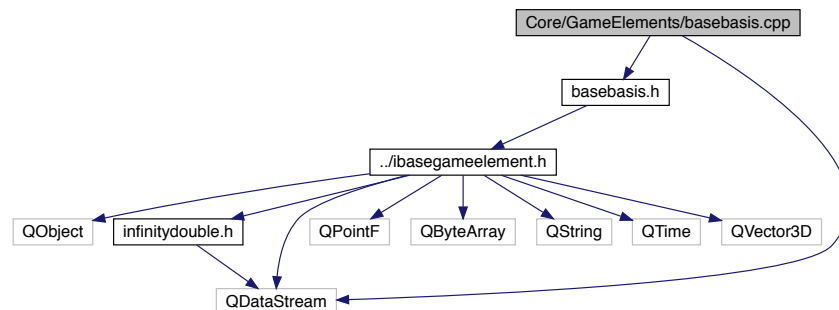 Core/GameElements/basebasis.cpp
basebasis.h
../ibasegameelement.h
QObject
infinitydouble.h
QPointF
QByteArray
QString
QTime
QVector3D
QDataStream